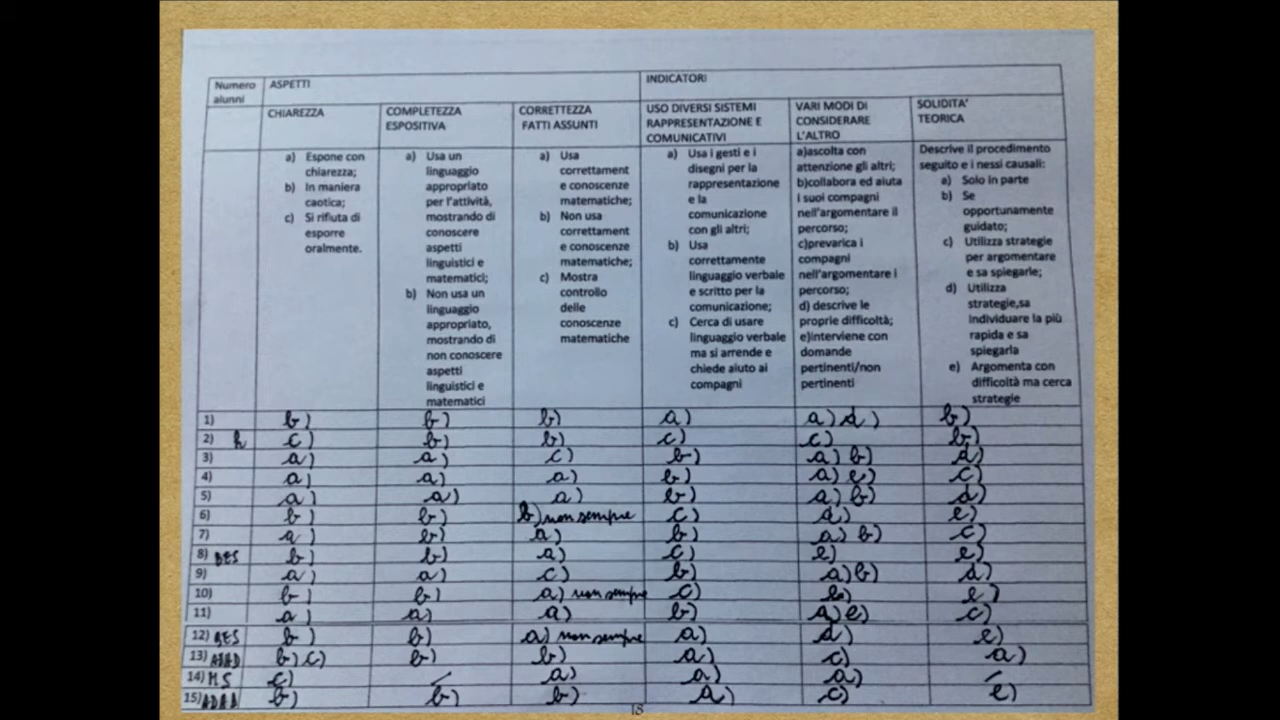 Numero alunni ASPETTI INDICATORI
CHIAREZZA COMPLETEZZA ESPOSITIVA CORRETTEZZA FATTI ASSUNTI USO DIVERSI SISTEMI RAPPRESENTAZIONE E COMUNICATIVI VARI MODI DI CONSIDERARE L'ALTRO SOLIDITA' TEORICA
a) Espone con
chiarezza;
b) In maniera
caotica;
c) Si rifiuta di
esporre
oralmente.
a) Usa un
linguaggio
appropriato
per l'attività,
mostrando di
conoscere
aspetti
linguistici e
matematici;
b) Non usa un
linguaggio
appropriato,
mostrando di
non conoscere
aspetti
linguistici e
matematici
a) Usa
correttament
e conoscenze
matematiche;
b) Non usa
correttament
e conoscenze
matematiche;
c) Mostra
controllo
delle
conoscenze
matematiche
a) Usa i gesti e i
disegni per la
rappresentazione
e la
comunicazione
con gli altri;
b) Usa
correttamente
linguaggio verbale
e scritto per la
comunicazione;
c) Cerca di usare
linguaggio verbale
ma si arrende e
chiede aiuto ai
compagni
a)ascolta con
attenzione gli altri;
b)collabora ed aiuta
i suoi compagni
nell'argomentare il
percorso;
c)prevarica i
compagni
nell'argomentare i
percorso;
d) descrive le
proprie difficoltà;
e)interviene con
domande
pertinenti/non
pertinenti
Descrive il procedimento
seguito e i nessi causali:
a) Solo in parte
b) Se
opportunamente
guidato;
c) Utilizza strategie
per argomentare
e sa spiegarle;
d) Utilizza
strategie,sa
individuare la più
rapida e sa
spiegarla
e) Argomenta con
difficoltà ma cerca
strategie
1) b) b) b) a) a) d) b)
2) h c) b) b) c) c) b)
3) a) a) c) b) a) b) d)
4) a) a) a) b) a) e) c)
5) a) a) a) b) a) b) d)
6) b) b) b) non sempre c) d) e)
7) a) b) a) b) a) b) c)
8) BES b) b) a) c) e) e)
9) a) a) c) b) a) b) d)
10) b) b) a) non sempre c) e)
11) a) a) a) b) a) e) c)
12) BES b) b) a) non sempre a) d) e)
13) b) c) b) b) a) c) a)
14) MS c) a) a) a)
15) b) b) b) a) c) e)
18